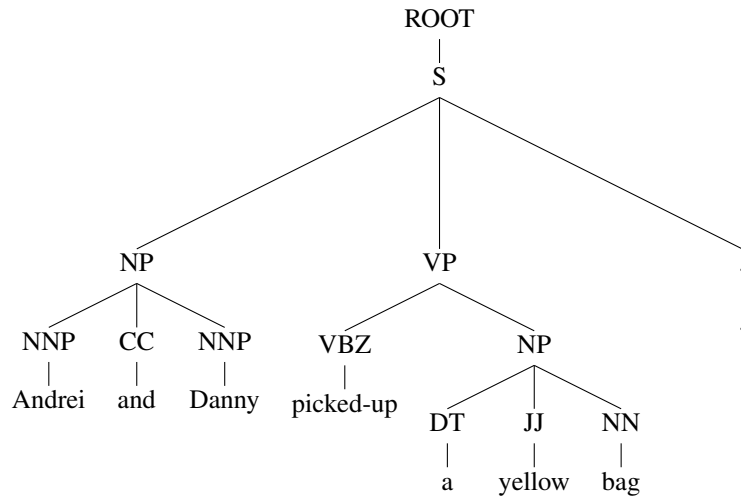 ROOT
S
NP VP
NNP CC NNP VBZ NP
Andrei and Danny picked-up
DT JJ NN
a yellow bag